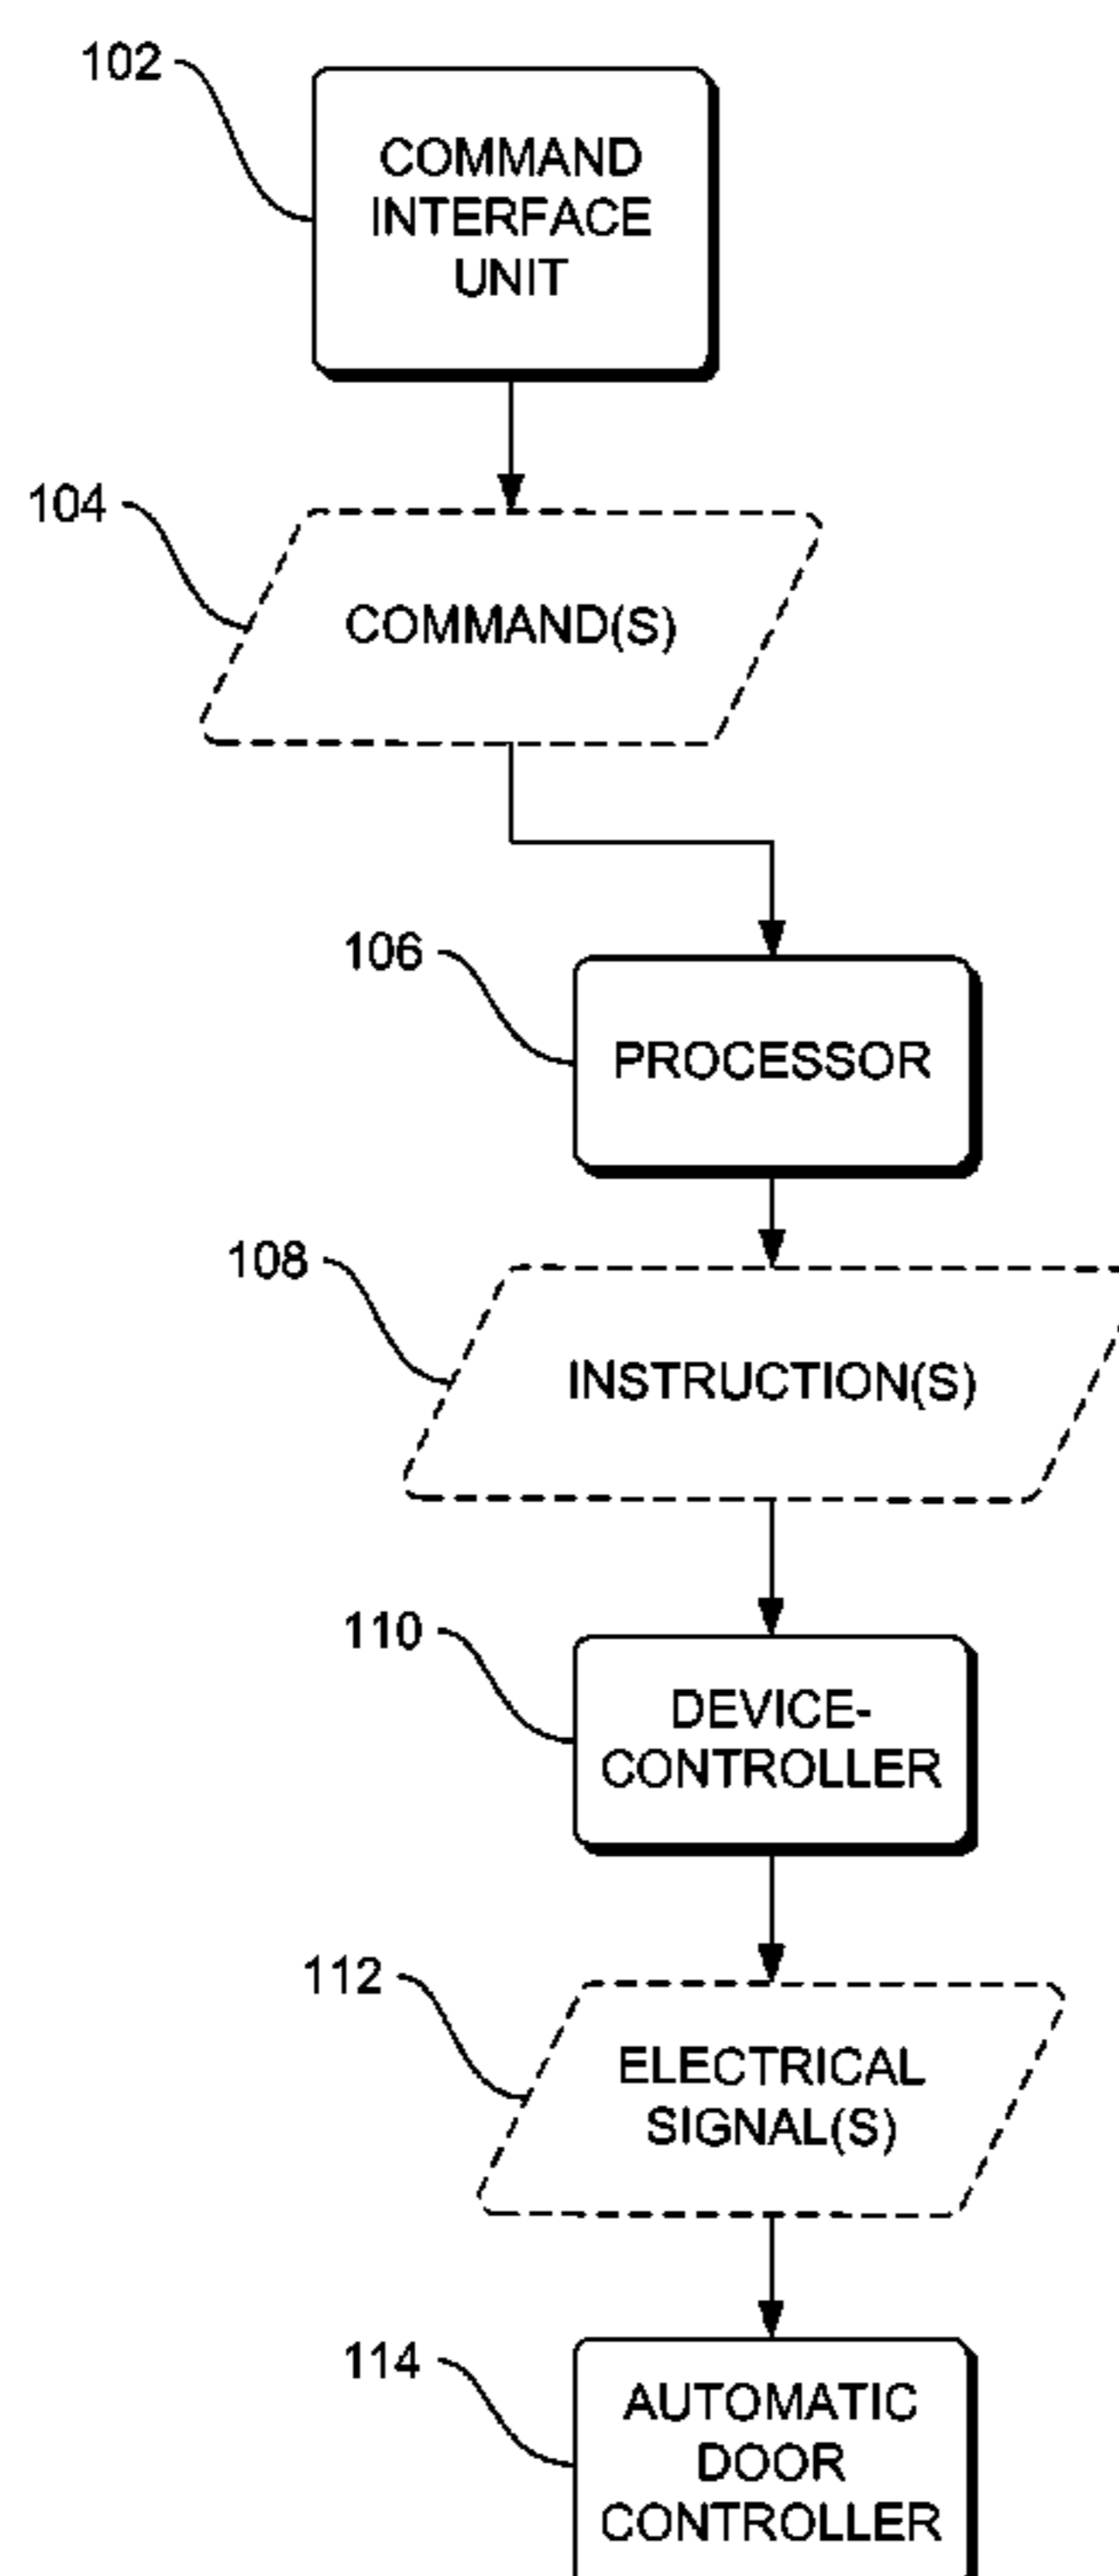 102
COMMAND
INTERFACE
UNIT
104
COMMAND(S)
106
PROCESSOR
108
INSTRUCTION(S)
110
DEVICE-
CONTROLLER
112
ELECTRICAL
SIGNAL(S)
114
AUTOMATIC
DOOR
CONTROLLER